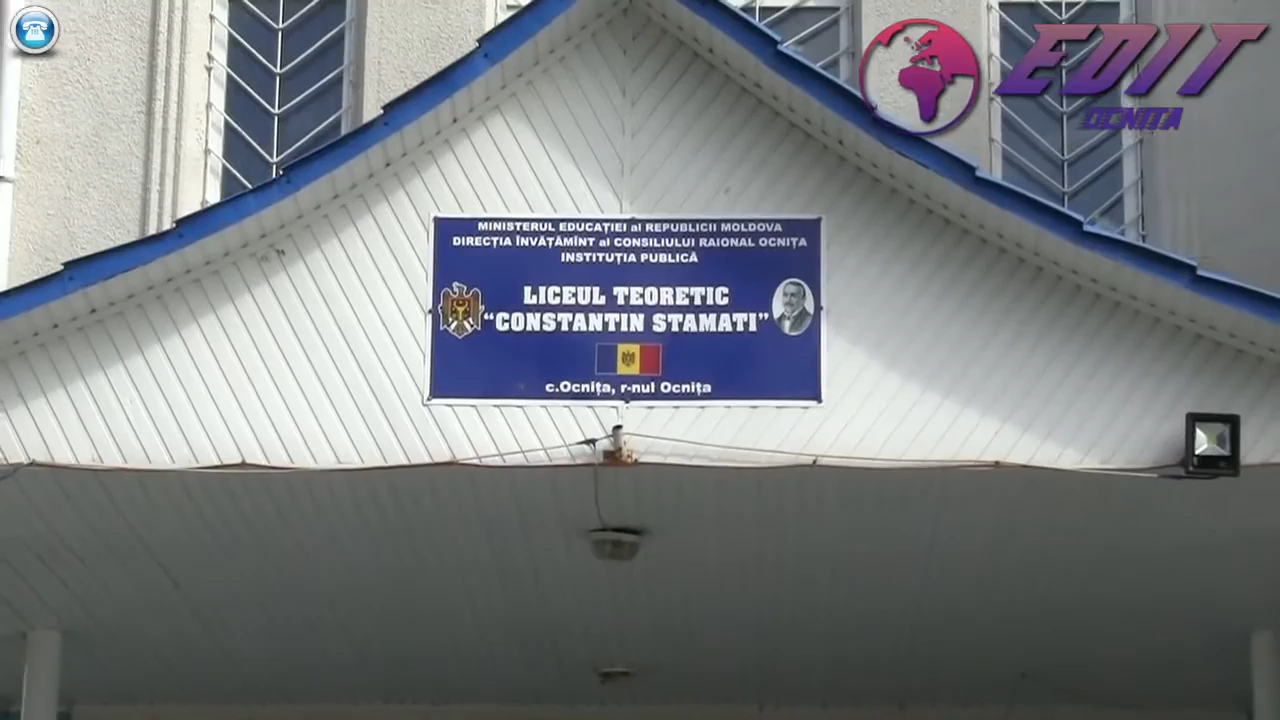 EDIT
OCNITA
MINISTERUL EDUCAȚIEI al REPUBLICII MOLDOVA
DIRECȚIA ÎNVĂȚĂMÎNT al CONSILIULUI RAIONAL OCNIȚA
INSTITUȚIA PUBLICĂ
LICEUL TEORETIC
“CONSTANTIN STAMATI”
c.Ocnița, r-nul Ocnița